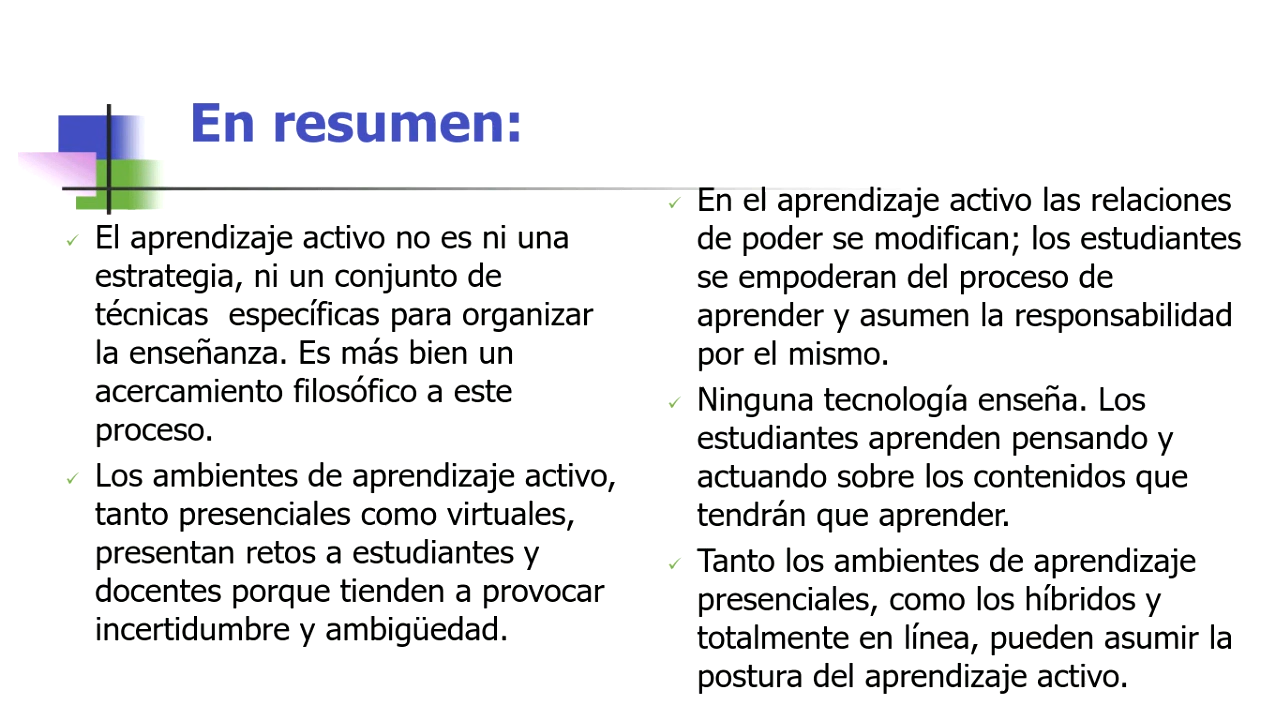 En resumen:
✓ El aprendizaje activo no es ni una
estrategia, ni un conjunto de
técnicas  específicas para organizar
la enseñanza. Es más bien un
acercamiento filosófico a este
proceso.
✓ Los ambientes de aprendizaje activo,
tanto presenciales como virtuales,
presentan retos a estudiantes y
docentes porque tienden a provocar
incertidumbre y ambigüedad.
✓ En el aprendizaje activo las relaciones
de poder se modifican; los estudiantes
se empoderan del proceso de
aprender y asumen la responsabilidad
por el mismo.
✓ Ninguna tecnología enseña. Los
estudiantes aprenden pensando y
actuando sobre los contenidos que
tendrán que aprender.
✓ Tanto los ambientes de aprendizaje
presenciales, como los híbridos y
totalmente en línea, pueden asumir la
postura del aprendizaje activo.